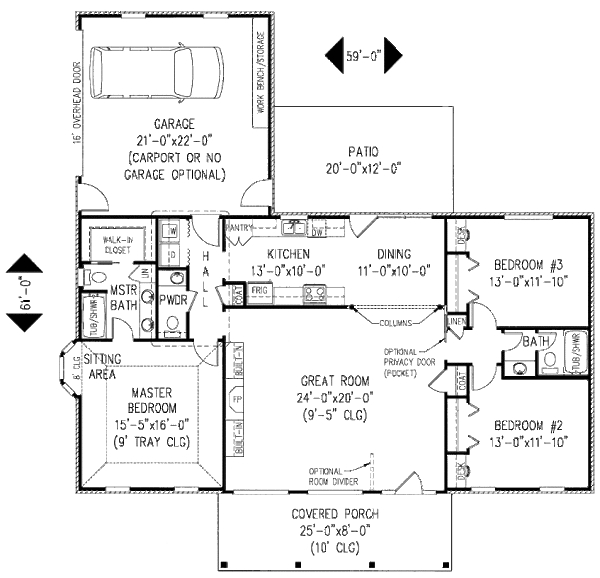 59'-0"
16' OVERHEAD DOOR
WORK BENCH/STORAGE
GARAGE
21'-0"x22'-0"
(CARPORT OR NO
GARAGE OPTIONAL)
PATIO
20'-0"x12'-0"
61'-0"
WALK-IN
CLOSET
W
D
HALL
PANTRY
DW
KITCHEN
13'-0"x10'-0"
DINING
11'-0"x10'-0"
DESK
BEDROOM #3
13'-0"x11'-10"
LIN
MSTR
BATH
TUB/SHWR
PWDR
COAT
FRIG
COLUMNS
LINEN
OPTIONAL
PRIVACY DOOR
(POCKET)
BATH
TUB/SHWR
8' CLG
SITTING
AREA
BUILT-IN
FP
BUILT-IN
GREAT ROOM
24'-0"x20'-0"
(9'-5" CLG)
COAT
MASTER
BEDROOM
15'-5"x16'-0"
(9' TRAY CLG)
BEDROOM #2
13'-0"x11'-10"
DESK
OPTIONAL
ROOM DIVIDER
COVERED PORCH
25'-0"x8'-0"
(10' CLG)